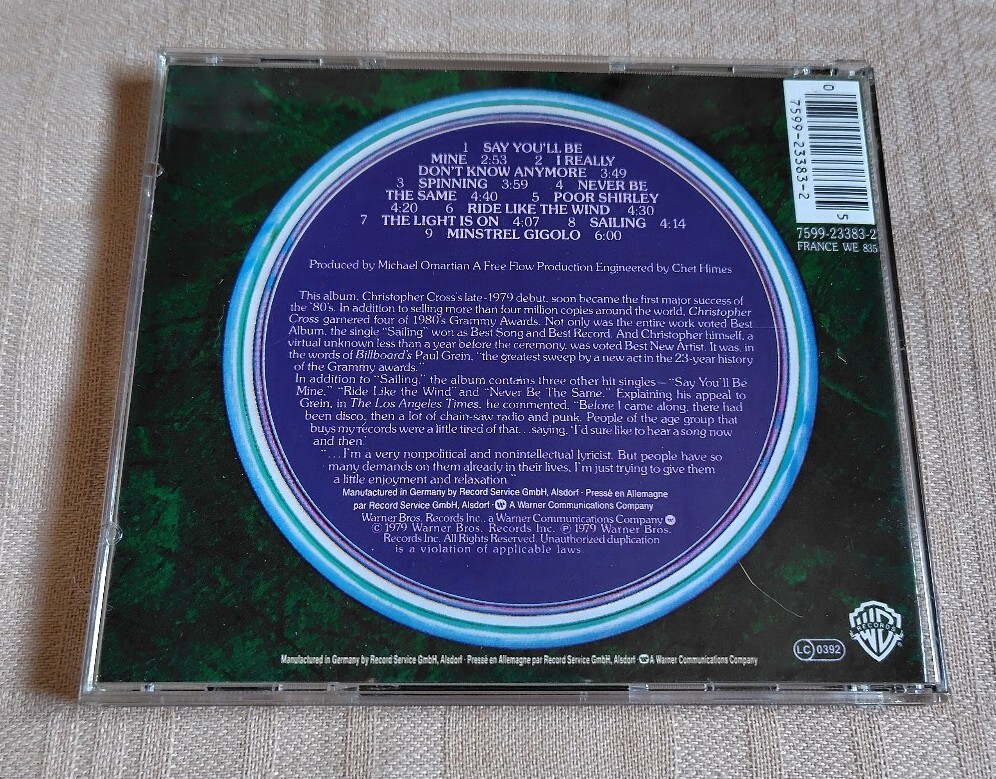 1 SAY YOU'LL BE
MINE 2:53 2 I REALLY
DON'T KNOW ANYMORE 3:49
3 SPINNING 3:59 4 NEVER BE
THE SAME 4:40 5 POOR SHIRLEY
4:20 6 RIDE LIKE THE WIND 4:30
7 THE LIGHT IS ON 4:07 8 SAILING 4:14
9 MINSTREL GIGOLO 6:00
Produced by Michael Omartian A Free Flow Production Engineered by Chet Himes
This album, Christopher Cross's late-1979 debut, soon became the first major success of
the '80's. In addition to selling more than four million copies around the world, Christopher
Cross garnered four of 1980's Grammy Awards. Not only was the entire work voted Best
Album, the single "Sailing" won as Best Song and Best Record. And Christopher himself, a
virtual unknown less than a year before the ceremony, was voted Best New Artist. It was, in
the words of Billboard's Paul Grein, "the greatest sweep by a new act in the 23-year history
of the Grammy awards."
In addition to "Sailing," the album contains three other hit singles – "Say You'll Be
Mine," "Ride Like the Wind" and "Never Be The Same." Explaining his appeal to
Grein, in The Los Angeles Times, he commented, "Before I came along, there had
been disco, then a lot of chain-saw radio and punk. People of the age group that
buys my records were a little tired of that...saying, 'I'd sure like to hear a song now
and then.'
"...I'm a very nonpolitical and nonintellectual lyricist. But people have so
many demands on them already in their lives, I'm just trying to give them
a little enjoyment and relaxation."
Manufactured in Germany by Record Service GmbH, Alsdorf · Pressé en Allemagne
par Record Service GmbH, Alsdorf · A Warner Communications Company
Warner Bros. Records Inc., a Warner Communications Company
© 1979 Warner Bros. Records Inc. ℗ 1979 Warner Bros.
Records Inc. All Rights Reserved. Unauthorized duplication
is a violation of applicable laws.
0
7599-23383-2
5
7599-23383-2
FRANCE WE 835
WB
RECORDS
LC 0392
Manufactured in Germany by Record Service GmbH, Alsdorf · Pressé en Allemagne par Record Service GmbH, Alsdorf · A Warner Communications Company